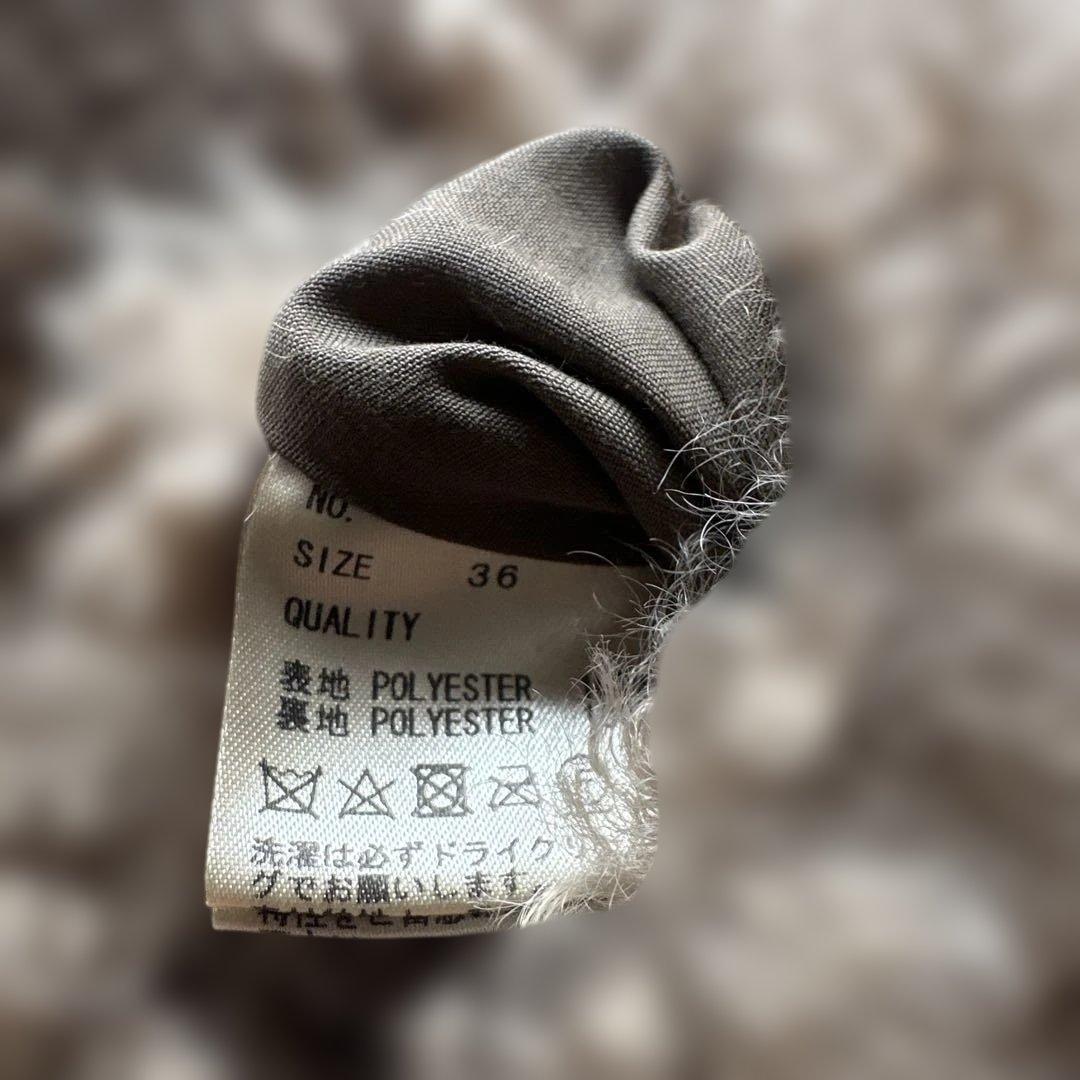 NO.
SIZE 36
QUALITY
表地 POLYESTER
裏地 POLYESTER
洗濯は必ずドライク
グでお願いします。